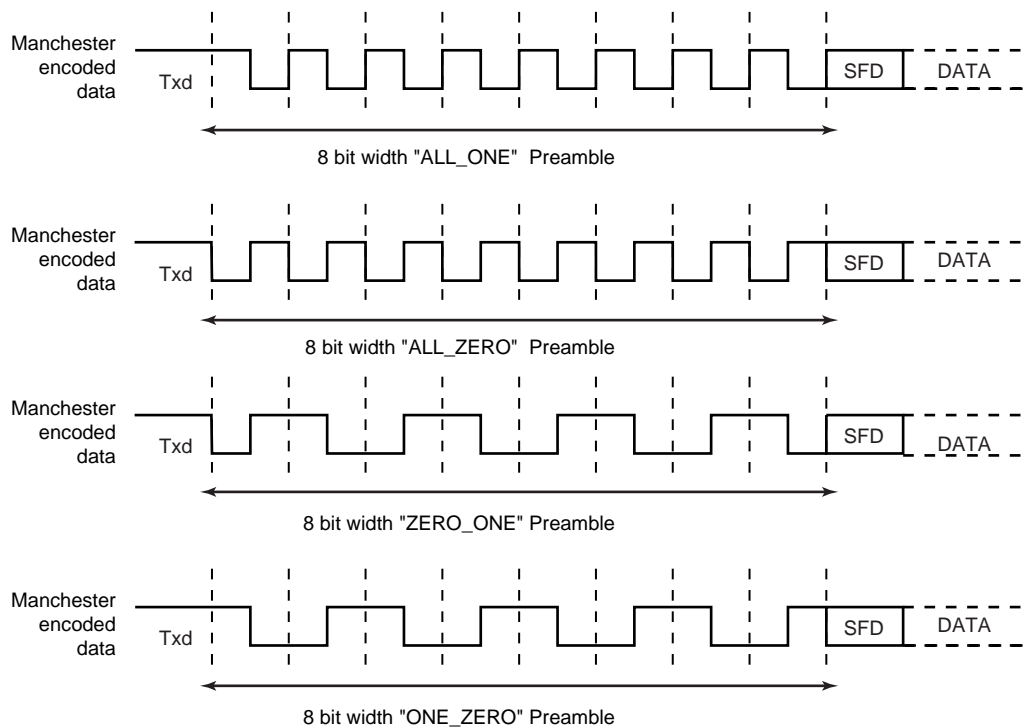 Manchester
encoded
data
Txd
SFD
DATA
8 bit width "ALL_ONE" Preamble
Manchester
encoded
data
Txd
SFD
DATA
8 bit width "ALL_ZERO" Preamble
Manchester
encoded
data
Txd
SFD
DATA
8 bit width "ZERO_ONE" Preamble
Manchester
encoded
data
Txd
SFD
DATA
8 bit width "ONE_ZERO" Preamble